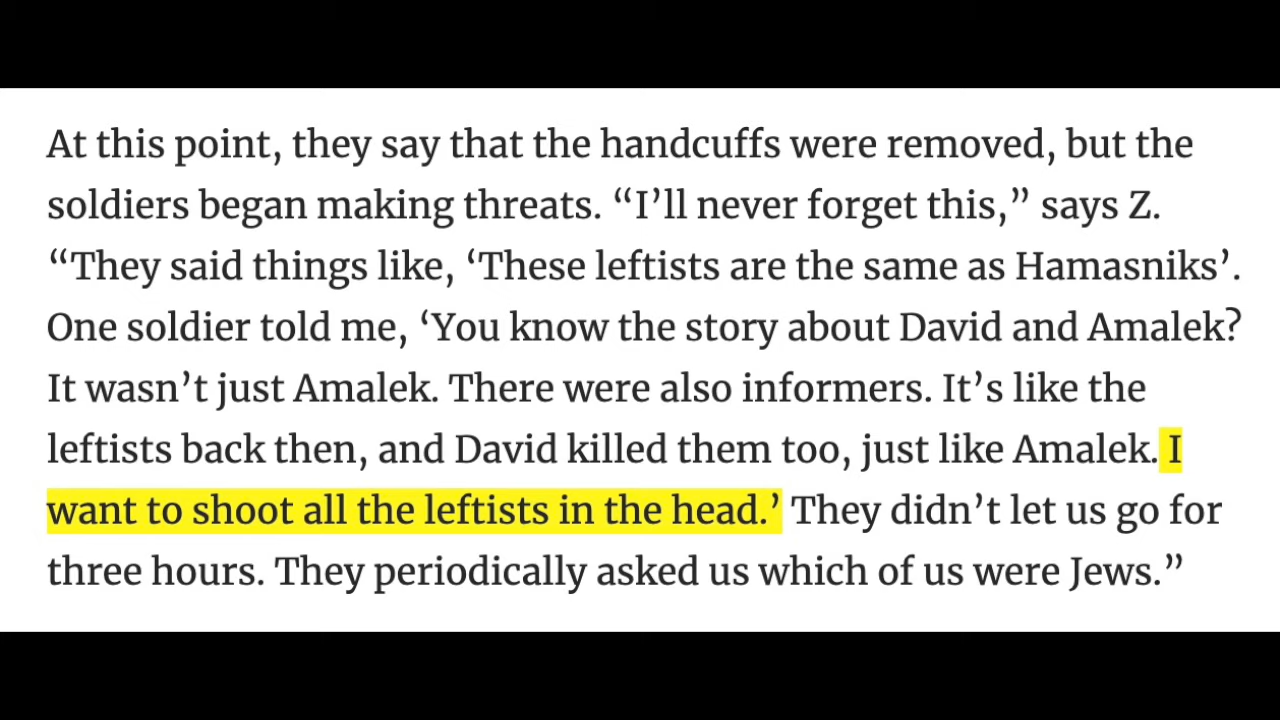 At this point, they say that the handcuffs were removed, but the
soldiers began making threats. “I’ll never forget this,” says Z.
“They said things like, ‘These leftists are the same as Hamasniks’.
One soldier told me, ‘You know the story about David and Amalek?
It wasn’t just Amalek. There were also informers. It’s like the
leftists back then, and David killed them too, just like Amalek. I
want to shoot all the leftists in the head.’ They didn’t let us go for
three hours. They periodically asked us which of us were Jews.”